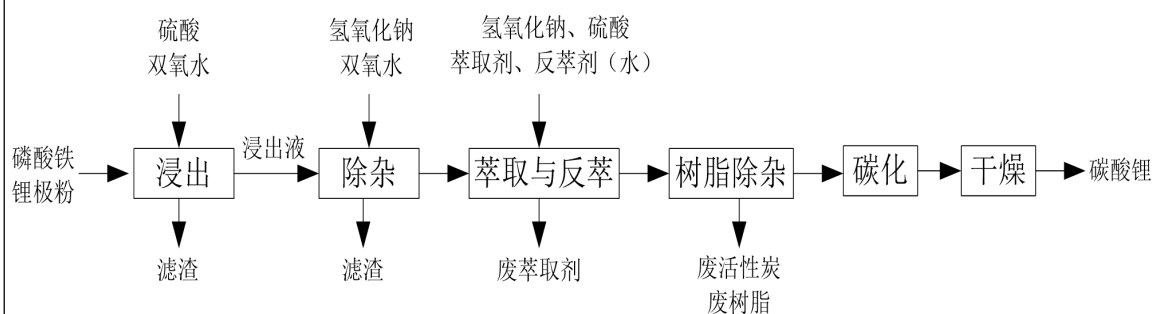 硫酸
双氧水
氢氧化钠
双氧水
氢氧化钠、硫酸
萃取剂、反萃剂（水）
磷酸铁
锂极粉
浸出
浸出液
除杂
萃取与反萃
树脂除杂
碳化
干燥
碳酸锂
滤渣
滤渣
废萃取剂
废活性炭
废树脂